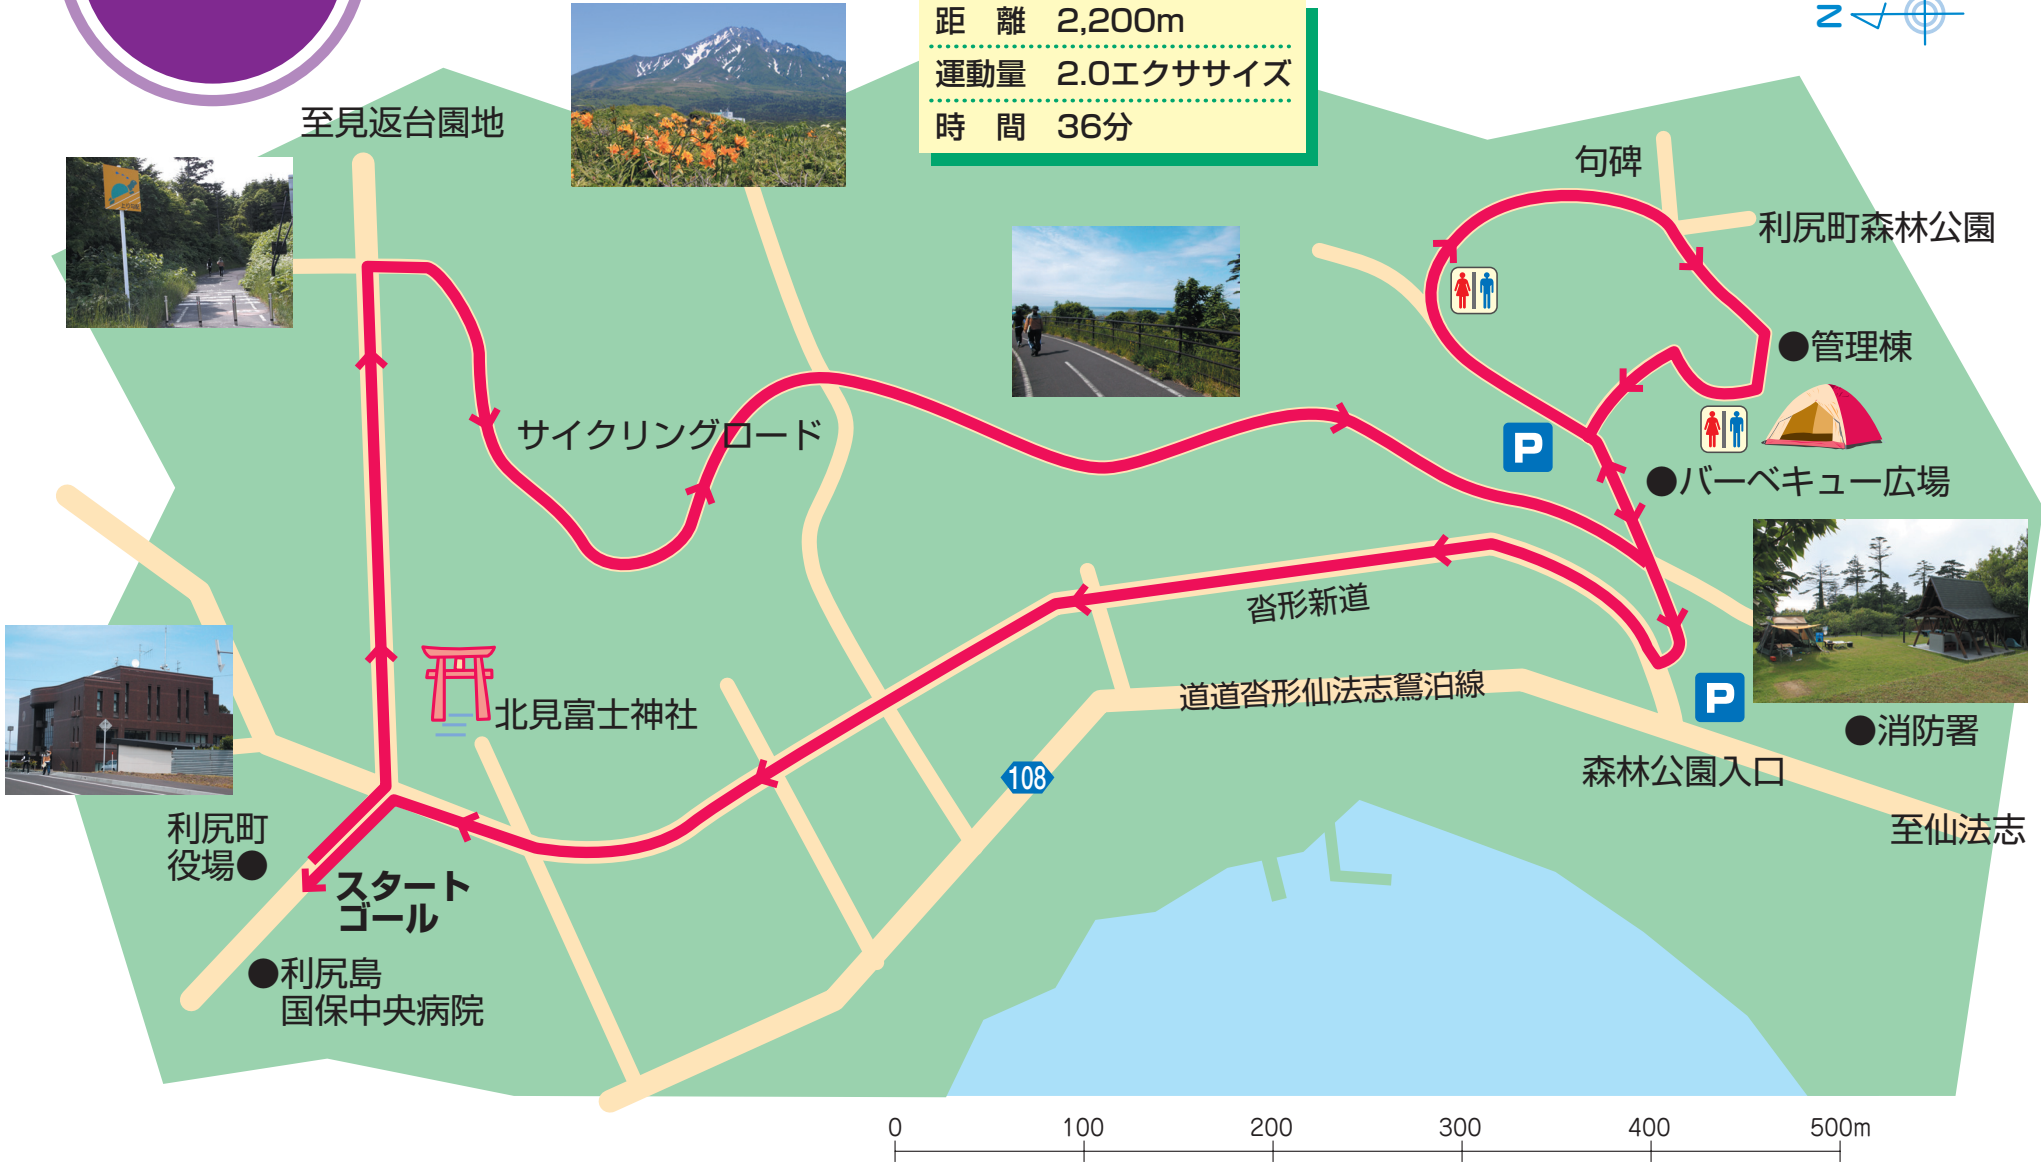 距　離　2,200m
運動量　2.0エクササイズ
時　間　36分
N
至見返台園地
句碑
利尻町森林公園
●管理棟
サイクリングロード
P
●バーベキュー広場
沓形新道
道道沓形仙法志鴛泊線
北見富士神社
P
●消防署
108
森林公園入口
至仙法志
利尻町
役場●
スタート
ゴール
●利尻島
国保中央病院
0 100 200 300 400 500m